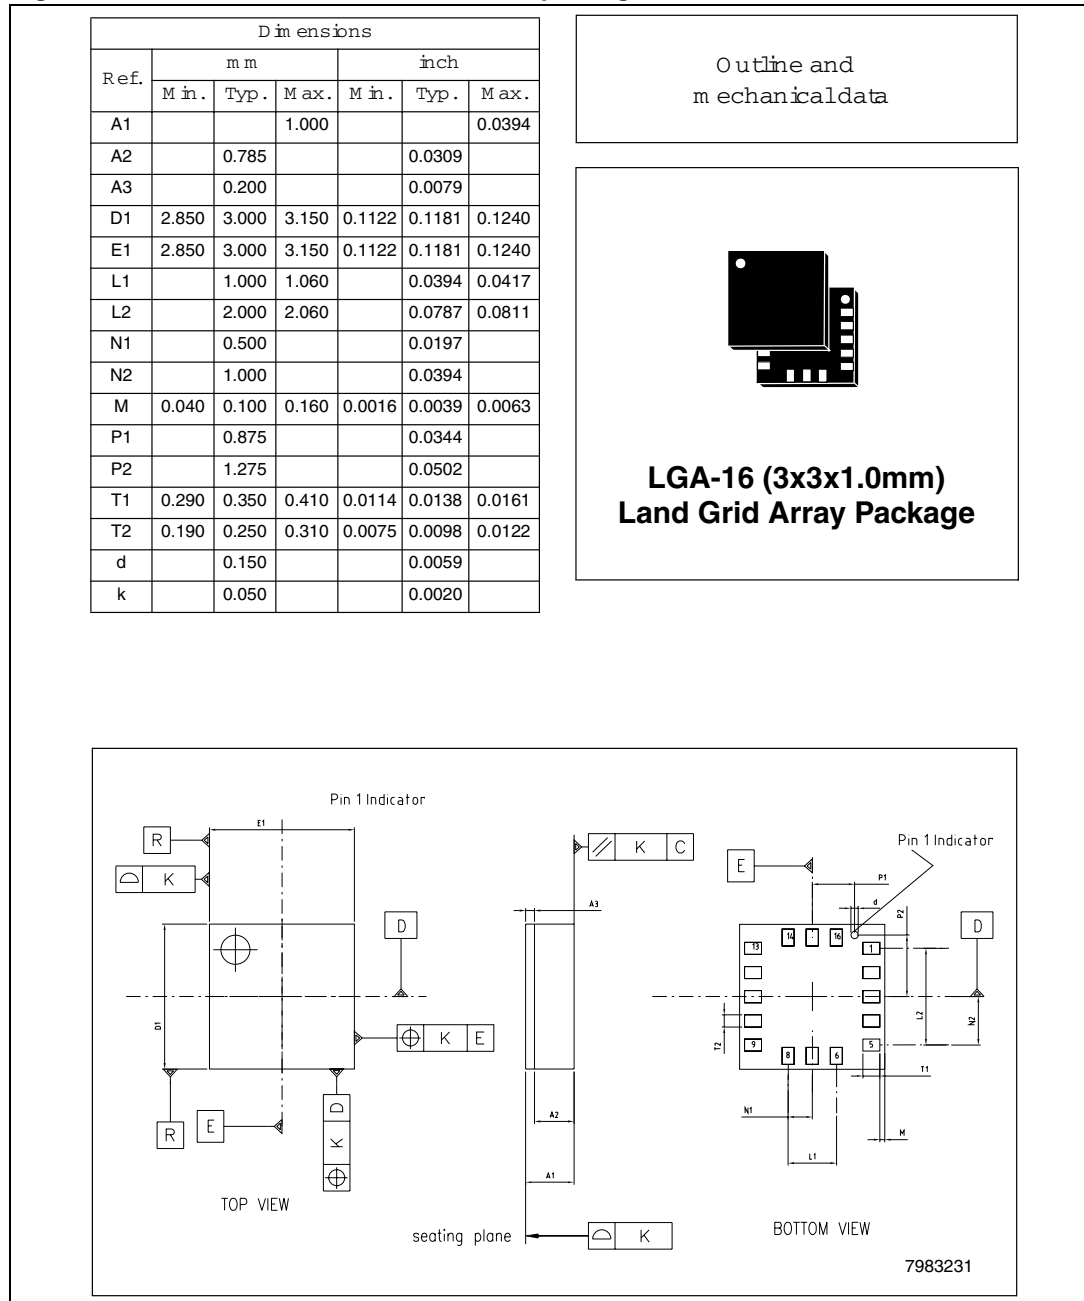 Dimensions
Ref. mm inch
Min. Typ. Max. Min. Typ. Max.
A1 1.000 0.0394
A2 0.785 0.0309
A3 0.200 0.0079
D1 2.850 3.000 3.150 0.1122 0.1181 0.1240
E1 2.850 3.000 3.150 0.1122 0.1181 0.1240
L1 1.000 1.060 0.0394 0.0417
L2 2.000 2.060 0.0787 0.0811
N1 0.500 0.0197
N2 1.000 0.0394
M 0.040 0.100 0.160 0.0016 0.0039 0.0063
P1 0.875 0.0344
P2 1.275 0.0502
T1 0.290 0.350 0.410 0.0114 0.0138 0.0161
T2 0.190 0.250 0.310 0.0075 0.0098 0.0122
d 0.150 0.0059
k 0.050 0.0020
Outline and
mechanical data
LGA-16 (3x3x1.0mm)
Land Grid Array Package
Pin 1 Indicator
E1
R
K
D
D1
K E
R
E
K D
TOP VIEW
K C
A3
A2
A1
seating plane
K
Pin 1 Indicator
E
P1
d
P2
D
14 16
13 1
L2
N2
T2
9 5
8 6
T1
N1
M
L1
BOTTOM VIEW
7983231